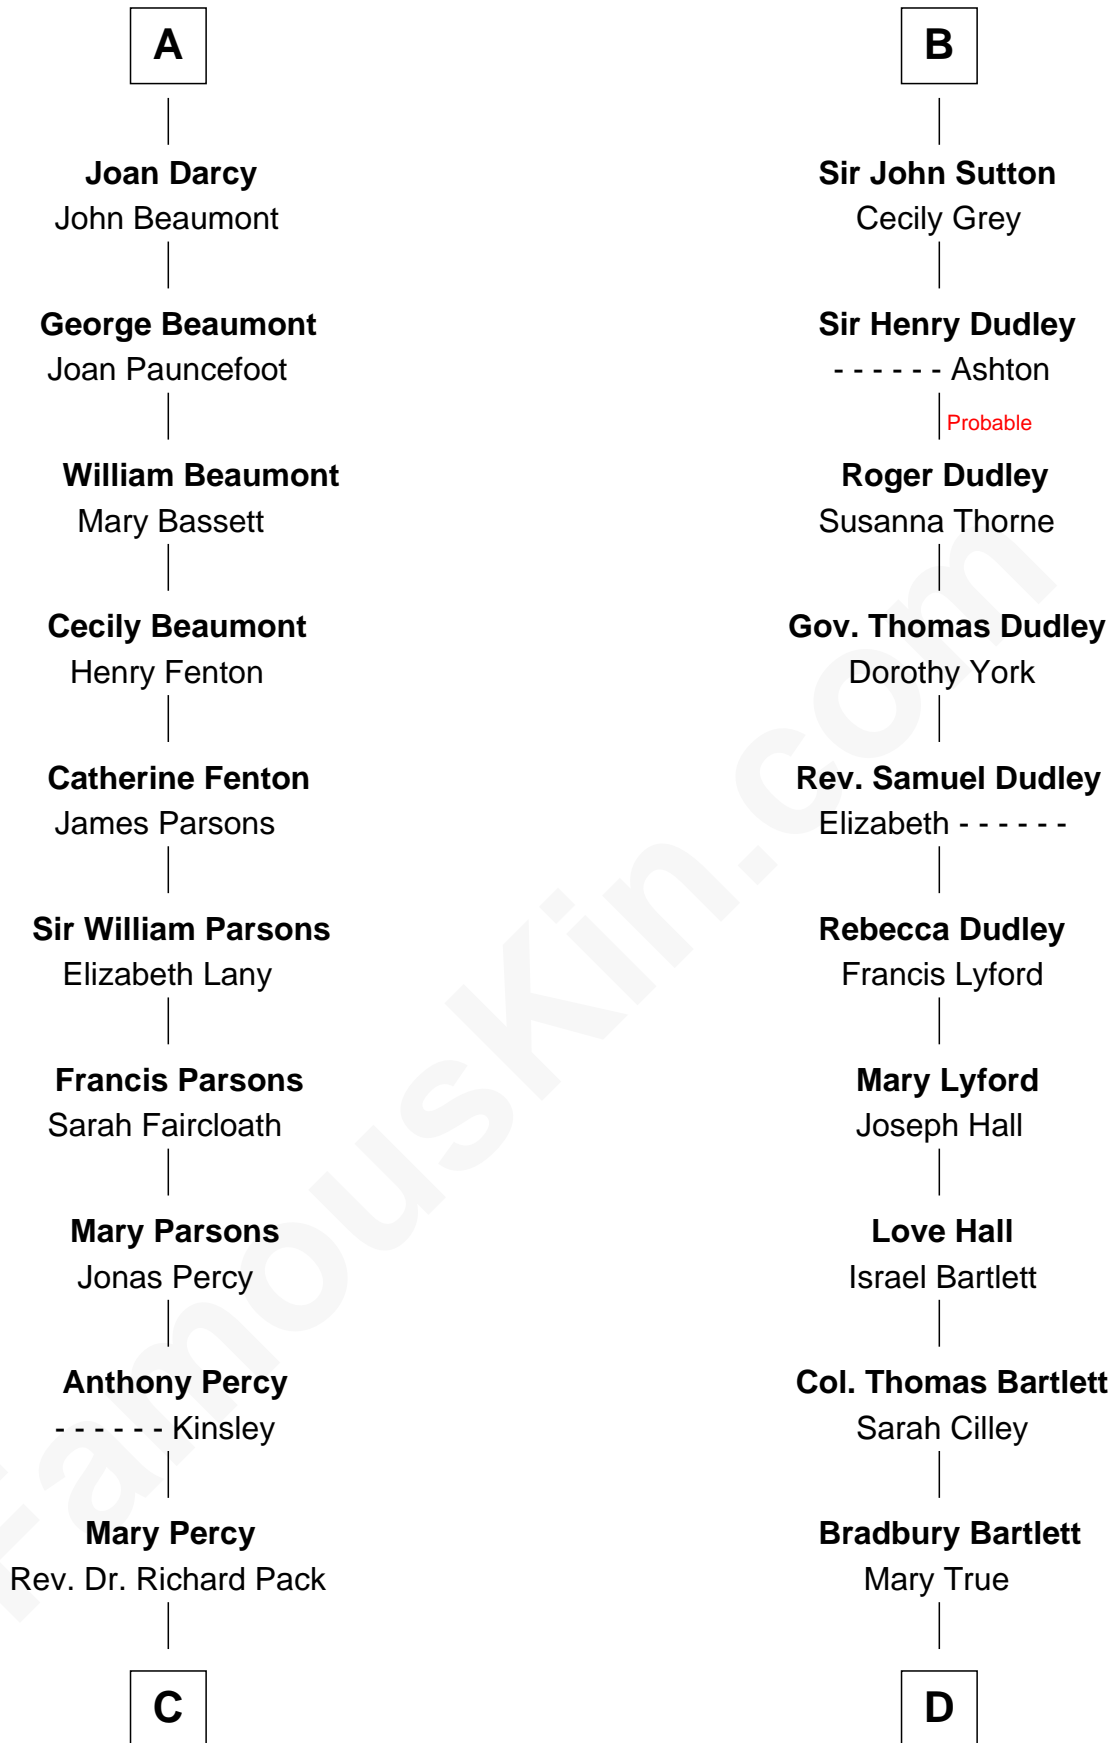 A
Joan Darcy
John Beaumont
George Beaumont
Joan Pauncefoot
William Beaumont
Mary Bassett
Cecily Beaumont
Henry Fenton
Catherine Fenton
James Parsons
Sir William Parsons
Elizabeth Lany
Francis Parsons
Sarah Faircloath
Mary Parsons
Jonas Percy
Anthony Percy
- - - - - - Kinsley
Mary Percy
Rev. Dr. Richard Pack
C
B
Sir John Sutton
Cecily Grey
Sir Henry Dudley
- - - - - - Ashton
Probable
Roger Dudley
Susanna Thorne
Gov. Thomas Dudley
Dorothy York
Rev. Samuel Dudley
Elizabeth - - - - - -
Rebecca Dudley
Francis Lyford
Mary Lyford
Joseph Hall
Love Hall
Israel Bartlett
Col. Thomas Bartlett
Sarah Cilley
Bradbury Bartlett
Mary True
D
FamousKin.com